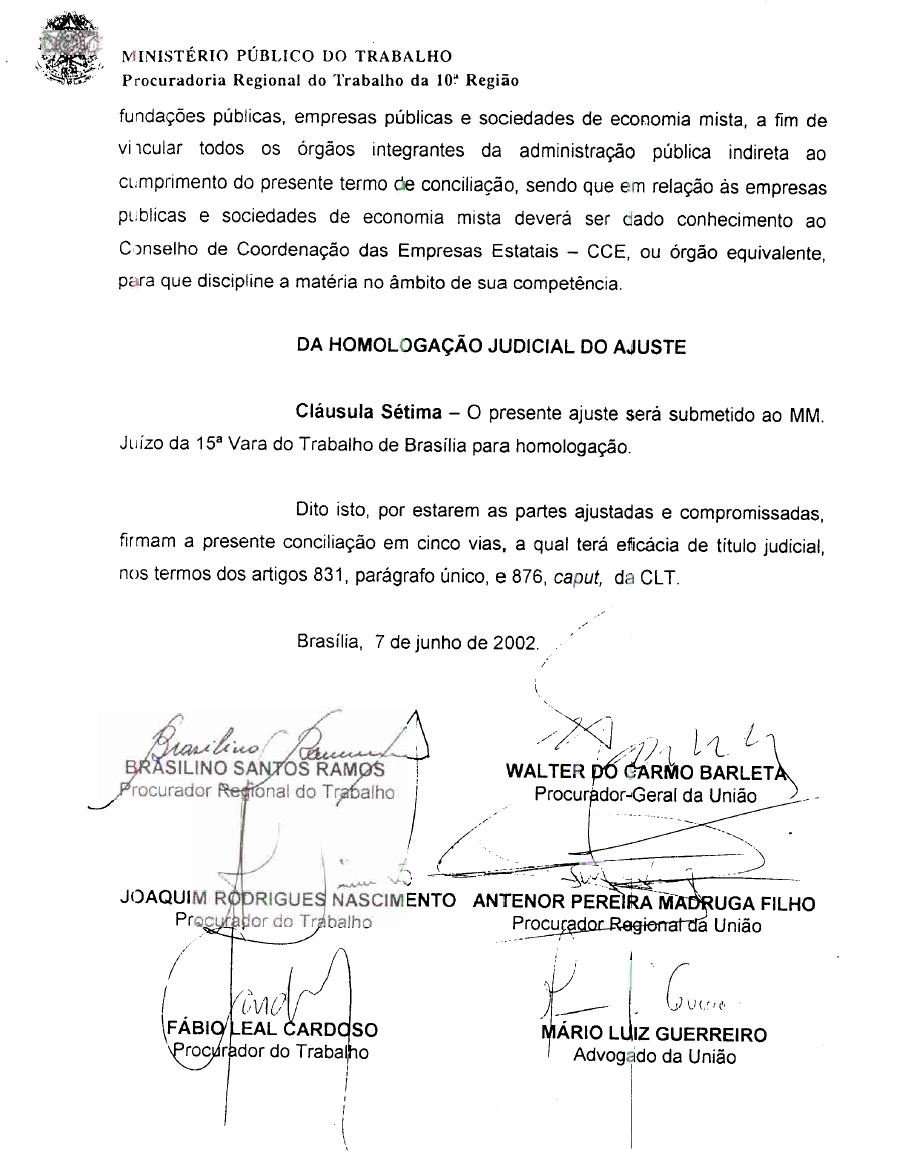 MINISTÉRIO PÚBLICO DO TRABALHO
Procuradoria Regional do Trabalho da 10ª Região
fundações públicas, empresas públicas e sociedades de economia mista, a fim de
vincular todos os órgãos integrantes da administração pública indireta ao
cumprimento do presente termo de conciliação, sendo que em relação às empresas
públicas e sociedades de economia mista deverá ser dado conhecimento ao
Conselho de Coordenação das Empresas Estatais – CCE, ou órgão equivalente,
para que discipline a matéria no âmbito de sua competência.
DA HOMOLOGAÇÃO JUDICIAL DO AJUSTE
Cláusula Sétima – O presente ajuste será submetido ao MM.
Juízo da 15ª Vara do Trabalho de Brasília para homologação.
Dito isto, por estarem as partes ajustadas e compromissadas,
firmam a presente conciliação em cinco vias, a qual terá eficácia de título judicial,
nos termos dos artigos 831, parágrafo único, e 876, caput, da CLT.
Brasília, 7 de junho de 2002.
Brasilino
BRASILINO SANTOS RAMOS
Procurador Regional do Trabalho
WALTER DO CARMO BARLETA
Procurador-Geral da União
JOAQUIM RODRIGUES NASCIMENTO
Procurador do Trabalho
ANTENOR PEREIRA MADRUGA FILHO
Procurador Regional da União
FÁBIO LEAL CARDOSO
Procurador do Trabalho
MÁRIO LUIZ GUERREIRO
Advogado da União